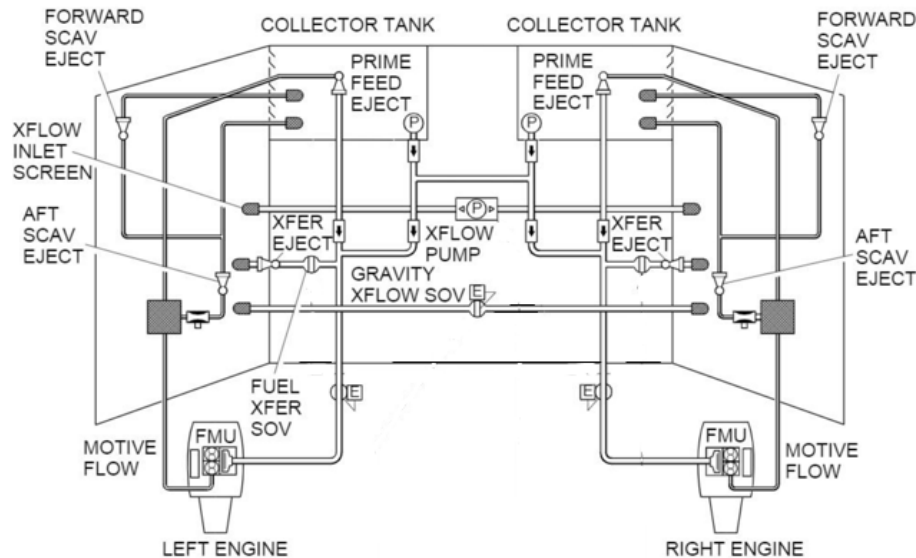 FORWARD
SCAV
EJECT
COLLECTOR TANK
COLLECTOR TANK
FORWARD
SCAV
EJECT
PRIME
FEED
EJECT
PRIME
FEED
EJECT
P
P
XFLOW
INLET
SCREEN
P
AFT
SCAV
EJECT
XFER
EJECT
XFLOW
PUMP
XFER
EJECT
AFT
SCAV
EJECT
GRAVITY
XFLOW SOV
E
FUEL
XFER
SOV
E
E
MOTIVE
FLOW
FMU
FMU
MOTIVE
FLOW
LEFT ENGINE
RIGHT ENGINE